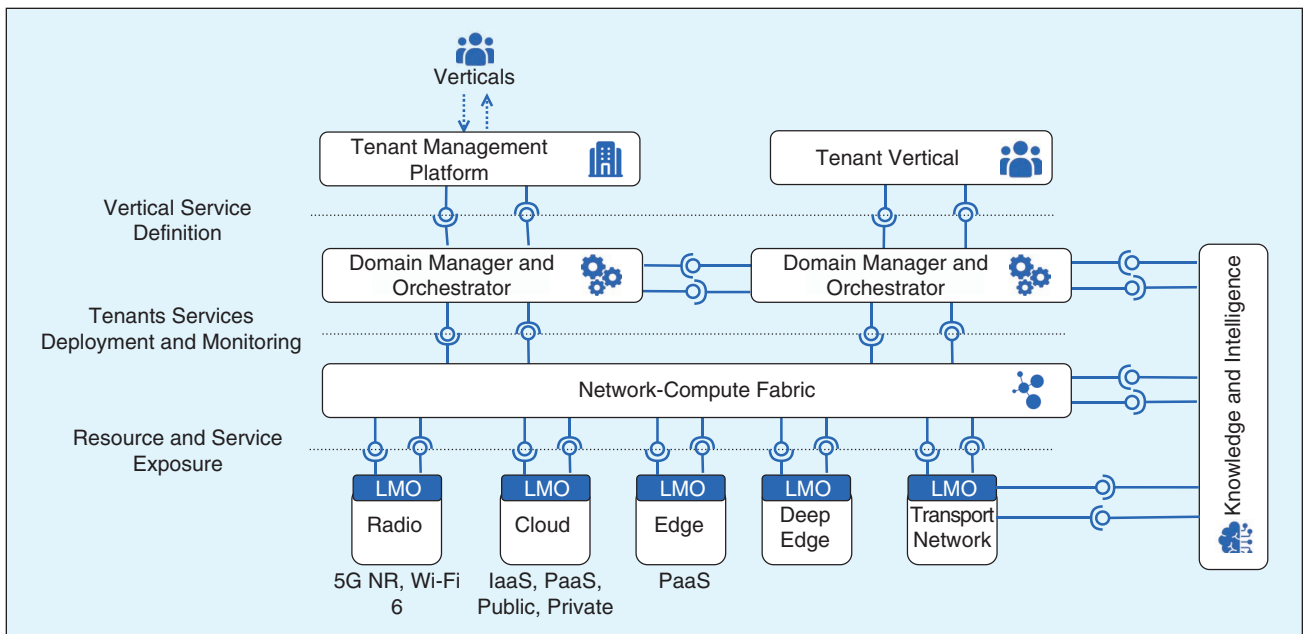 Verticals
Tenant Management
Platform
Tenant Vertical
Vertical Service
Definition
Domain Manager and
Orchestrator
Domain Manager and
Orchestrator
Tenants Services
Deployment and Monitoring
Network-Compute Fabric
Resource and Service
Exposure
LMO
Radio
5G NR, Wi-Fi
6
LMO
Cloud
IaaS, PaaS,
Public, Private
LMO
Edge
PaaS
LMO
Deep
Edge
LMO
Transport
Network
Knowledge and Intelligence